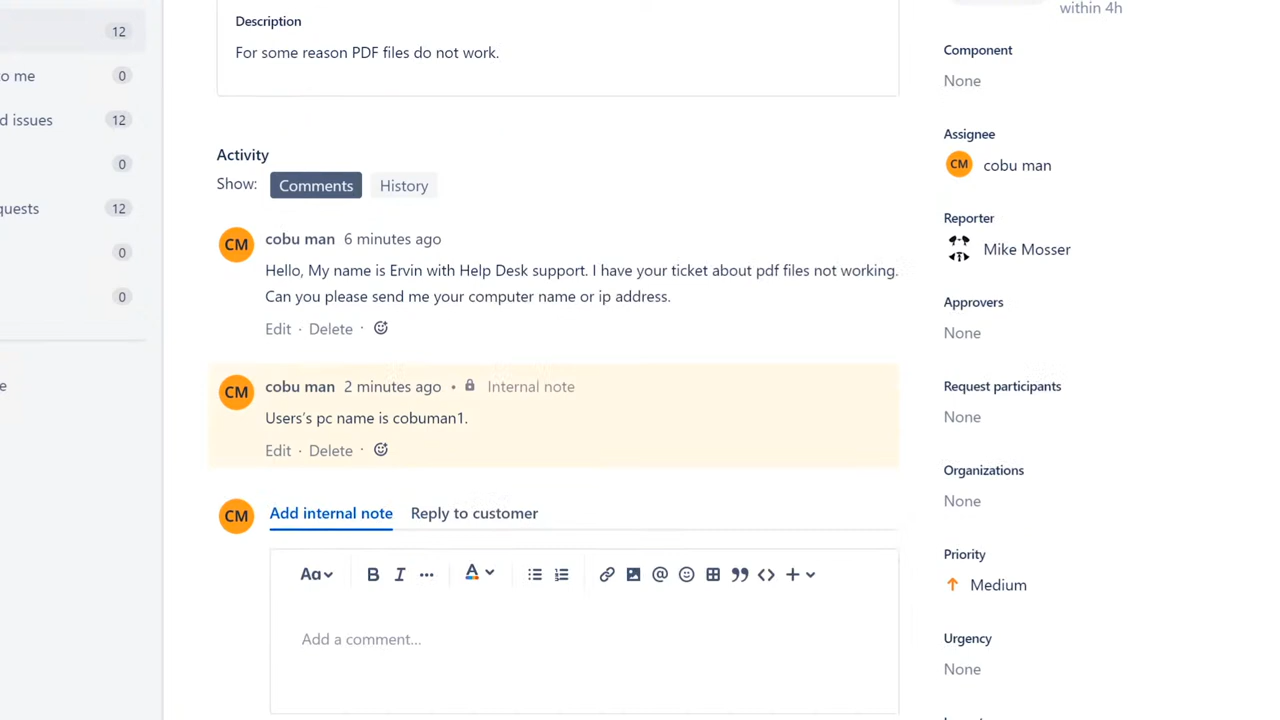 12
within 4h
Description
For some reason PDF files do not work.
Component
None
o me
0
d issues
12
0
quests
12
0
0
e
Activity
Show: Comments History
CM cobu man 6 minutes ago
Hello, My name is Ervin with Help Desk support. I have your ticket about pdf files not working.
Can you please send me your computer name or ip address.
Edit · Delete ·
CM cobu man 2 minutes ago • Internal note
Users's pc name is cobuman1.
Edit · Delete ·
CM Add internal note Reply to customer
Aa B I ... A
Add a comment...
Assignee
CM cobu man
Reporter
Mike Mosser
Approvers
None
Request participants
None
Organizations
None
Priority
Medium
Urgency
None